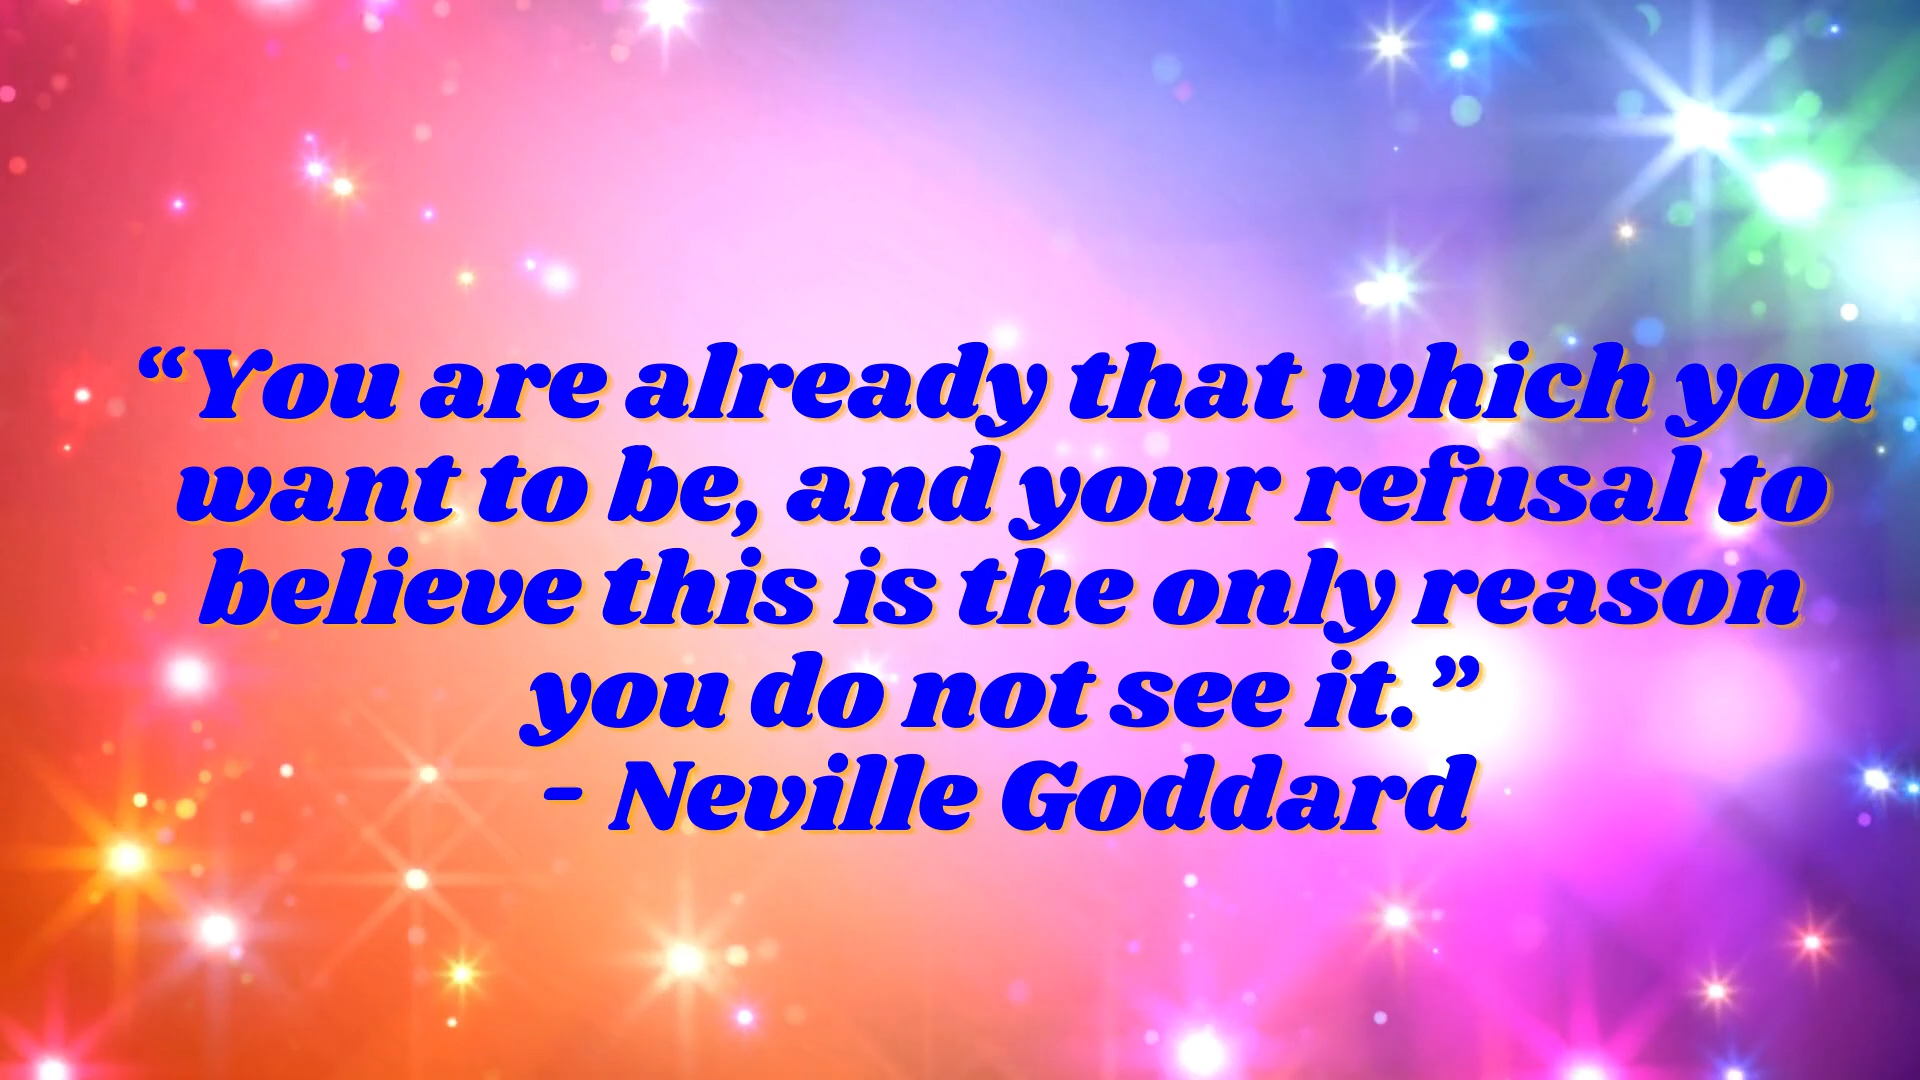 “You are already that which you
want to be, and your refusal to
believe this is the only reason
you do not see it.”
- Neville Goddard